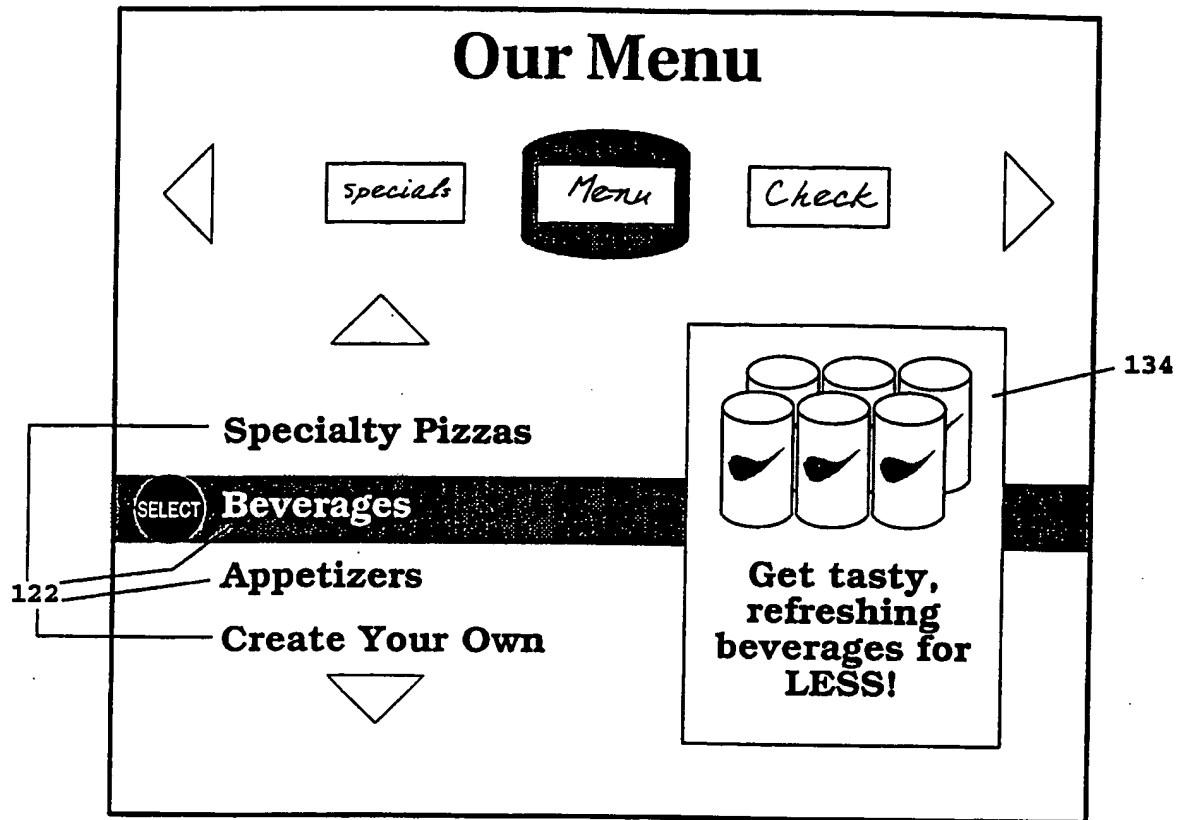 Our Menu
Specials Menu Check
134
Specialty Pizzas
SELECT Beverages
122
Appetizers
Create Your Own
Get tasty,
refreshing
beverages for
LESS!